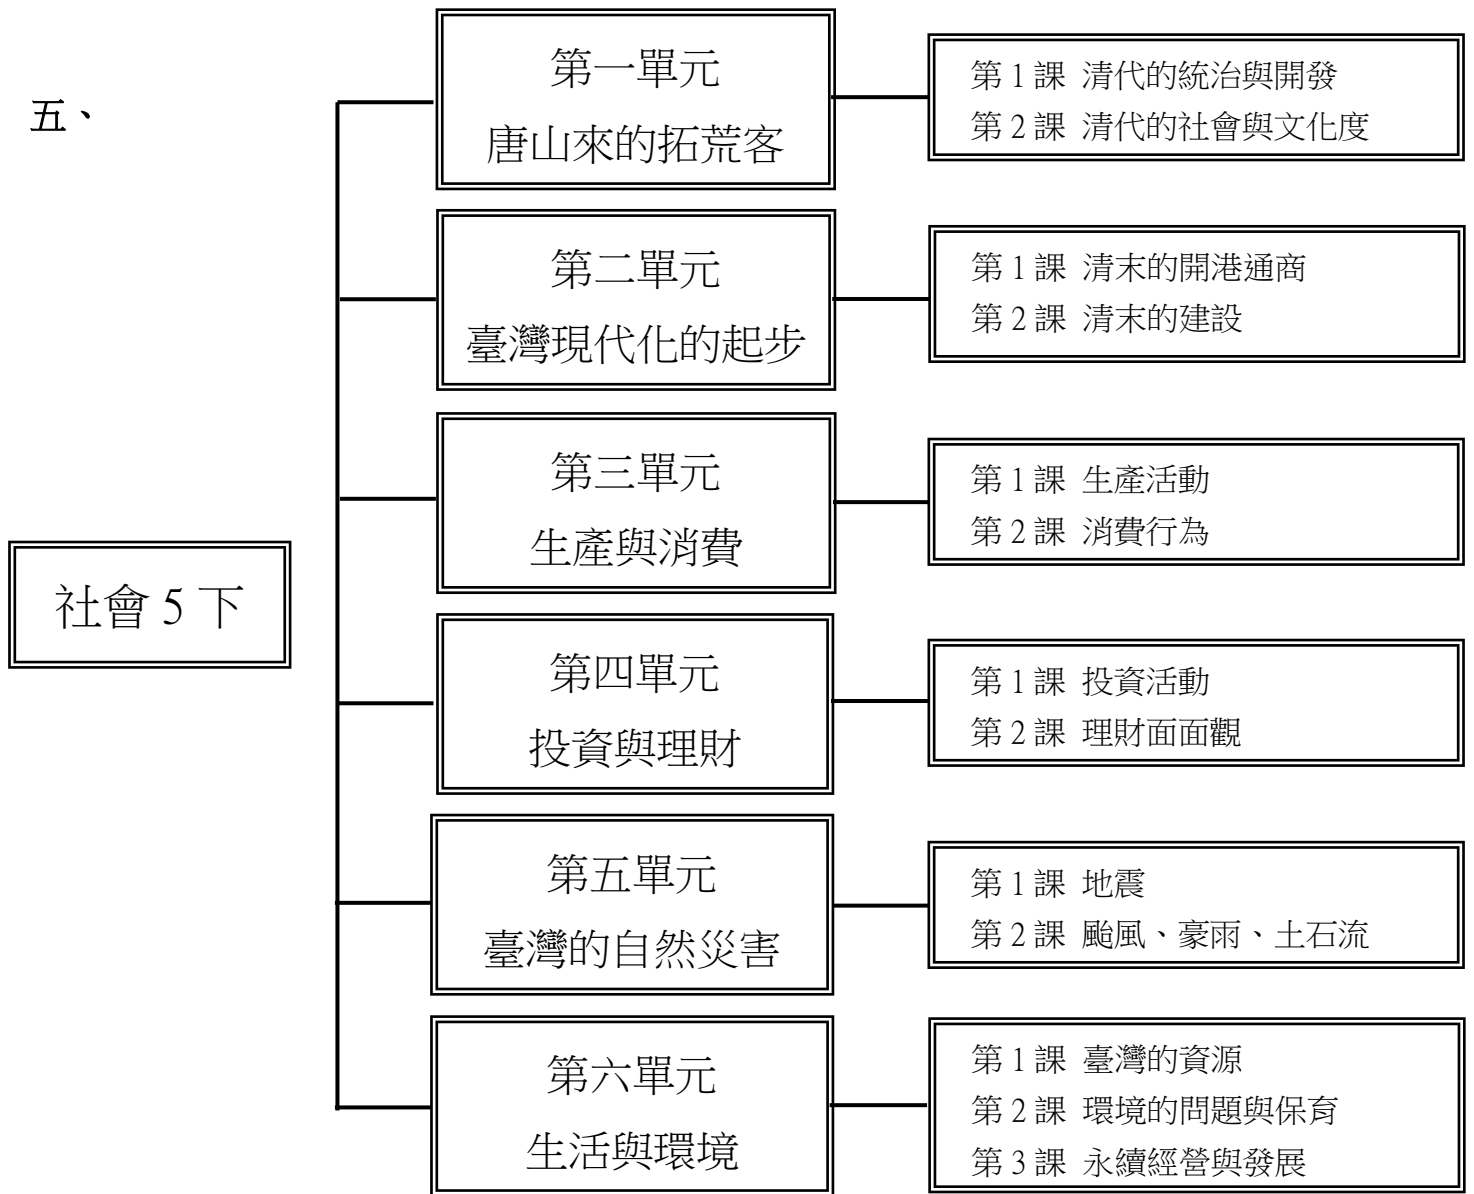 五、
社會 5 下
第一單元
唐山來的拓荒客
第 1 課 清代的統治與開發
第 2 課 清代的社會與文化度
第二單元
臺灣現代化的起步
第 1 課 清末的開港通商
第 2 課 清末的建設
第三單元
生產與消費
第 1 課 生產活動
第 2 課 消費行為
第四單元
投資與理財
第 1 課 投資活動
第 2 課 理財面面觀
第五單元
臺灣的自然災害
第 1 課 地震
第 2 課 颱風、豪雨、土石流
第六單元
生活與環境
第 1 課 臺灣的資源
第 2 課 環境的問題與保育
第 3 課 永續經營與發展